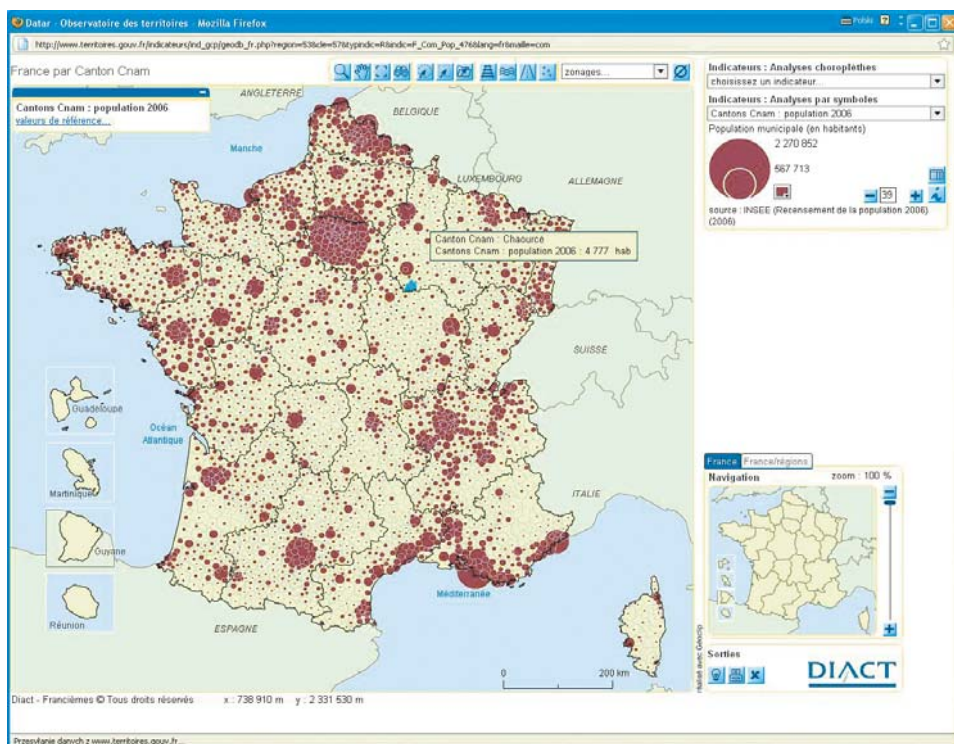 Datar - Observatoire des territoires - Mozilla Firefox
Polski
http://www.territoires.gouv.fr/indicateurs/ind_gcp/geodb_fr.php?region=53&cle=57&typindic=R&indic=F_Com_Pop_476&lang=fr&maille=com
France par Canton Cnam
zonages...
Cantons Cnam : population 2006
valeurs de référence...
ANGLETERRE
BELGIQUE
Manche
LUXEMBOURG
ALLEMAGNE
Canton Cnam : Chaource
Cantons Cnam : population 2006 : 4 777 hab
SUISSE
Guadeloupe
Océan
Atlantique
Martinique
ITALIE
Guyane
Méditerranée
Réunion
ESPAGNE
0
200 km
réalisé avec Géoclip
Diact - Francièmes © Tous droits réservés x : 738 910 m y : 2 331 530 m
Przesyłanie danych z www.territoires.gouv.fr...
Indicateurs : Analyses choroplèthes
choisissez un indicateur...
Indicateurs : Analyses par symboles
Cantons Cnam : population 2006
Population municipale (en habitants)
2 270 852
567 713
39
source : INSEE (Recensement de la population 2006)
(2006)
France France/régions
Navigation zoom : 100 %
Sorties
DIACT